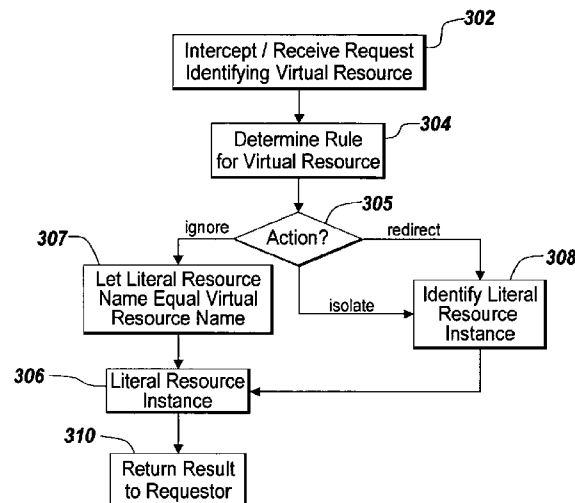 302
Intercept / Receive Request
Identifying Virtual Resource
304
Determine Rule
for Virtual Resource
305
ignore
Action?
redirect
307
308
Let Literal Resource
Name Equal Virtual
Resource Name
isolate
Identify Literal
Resource
Instance
306
Literal Resource
Instance
310
Return Result
to Requestor